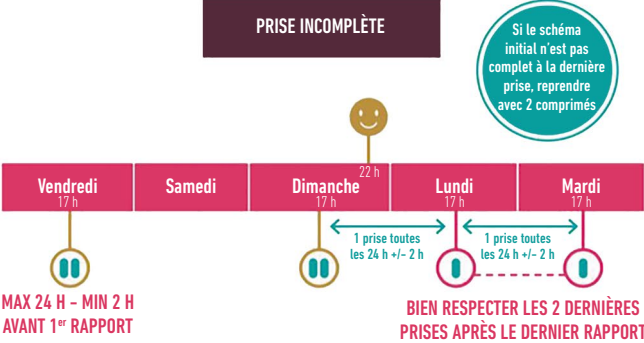 PRISE INCOMPLÈTE
Si le schéma
initial n'est pas
complet à la dernière
prise, reprendre
avec 2 comprimés
22 h
Vendredi
17 h
Samedi
Dimanche
17 h
Lundi
17 h
Mardi
17 h
1 prise toutes
les 24 h +/– 2 h
1 prise toutes
les 24 h +/– 2 h
MAX 24 H – MIN 2 H
AVANT 1er RAPPORT
BIEN RESPECTER LES 2 DERNIÈRES
PRISES APRÈS LE DERNIER RAPPORT